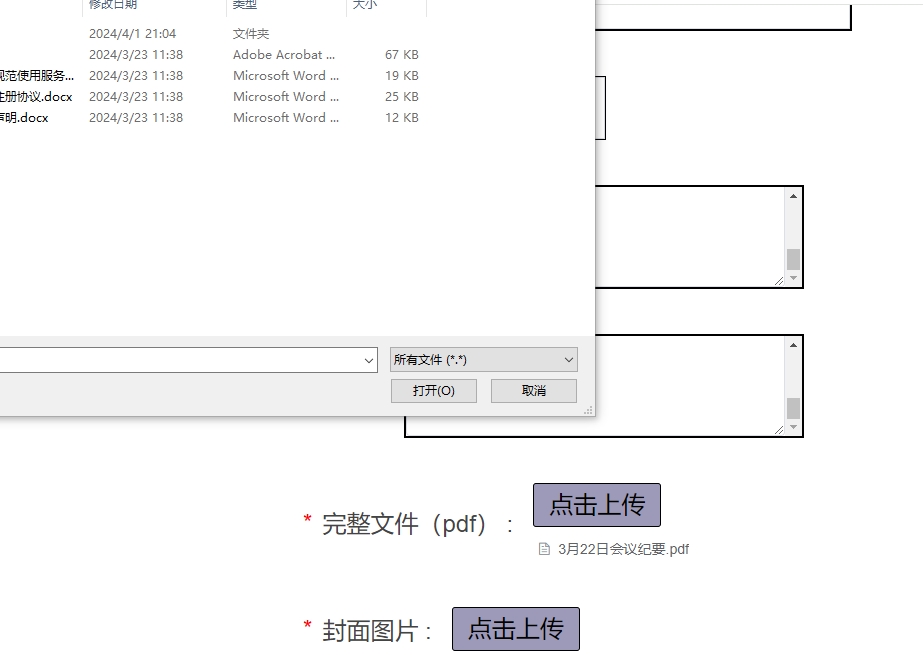 修改日期 类型 大小
2024/4/1 21:04 文件夹
2024/3/23 11:38 Adobe Acrobat ... 67 KB
规范使用服务... 2024/3/23 11:38 Microsoft Word ... 19 KB
注册协议.docx 2024/3/23 11:38 Microsoft Word ... 25 KB
声明.docx 2024/3/23 11:38 Microsoft Word ... 12 KB
所有文件 (*.*)
打开(O) 取消
* 完整文件（pdf）： 点击上传
3月22日会议纪要.pdf
* 封面图片： 点击上传